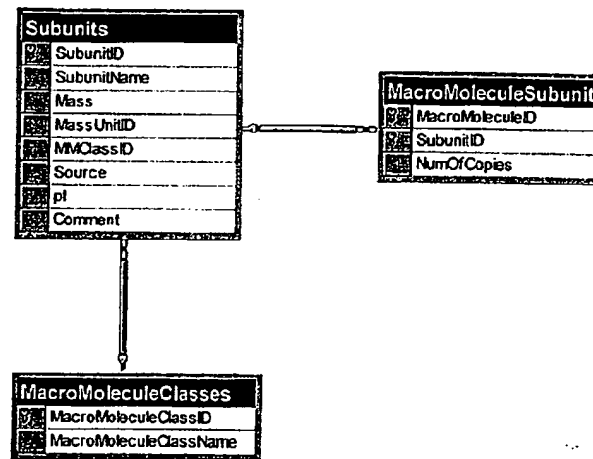 Subunits
SubunitID
SubunitName
Mass
MassUnitID
MMClassID
Source
pI
Comment
MacroMoleculeSubunit
MacroMoleculeID
SubunitID
NumOfCopies
MacroMoleculeClasses
MacroMoleculeClassID
MacroMoleculeClassName